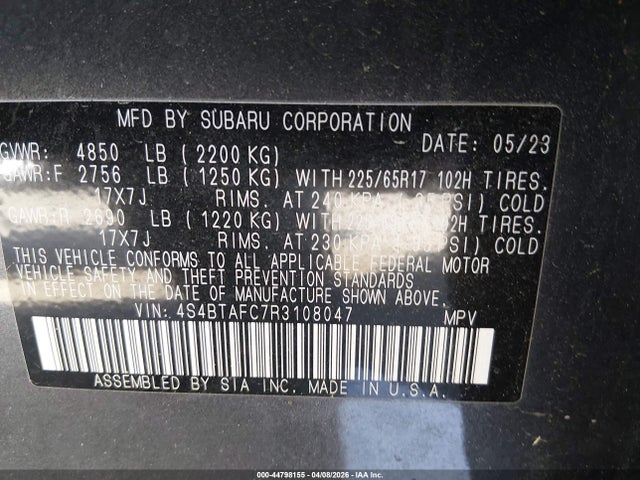 MFD BY SUBARU CORPORATION DATE: 05/23
GVWR: 4850 LB (2200 KG)
GAWR:F 2756 LB (1250 KG) WITH 225/65R17 102H TIRES.
17X7J RIMS. AT 240 KPA PSI) COLD
GAWR:R 2690 LB (1220 KG) WITH TIRES.
17X7J RIMS. AT 230 KPA PSI) COLD
THIS VEHICLE CONFORMS TO ALL APPLICABLE FEDERAL MOTOR
VEHICLE SAFETY AND THEFT PREVENTION STANDARDS
IN EFFECT ON THE DATE OF MANUFACTURE SHOWN ABOVE.
VIN: 4S4BTAFC7R3108047 MPV
ASSEMBLED BY SIA INC. MADE IN U.S.A.
000-44798155 - 04/08/2026 - IAA Inc.